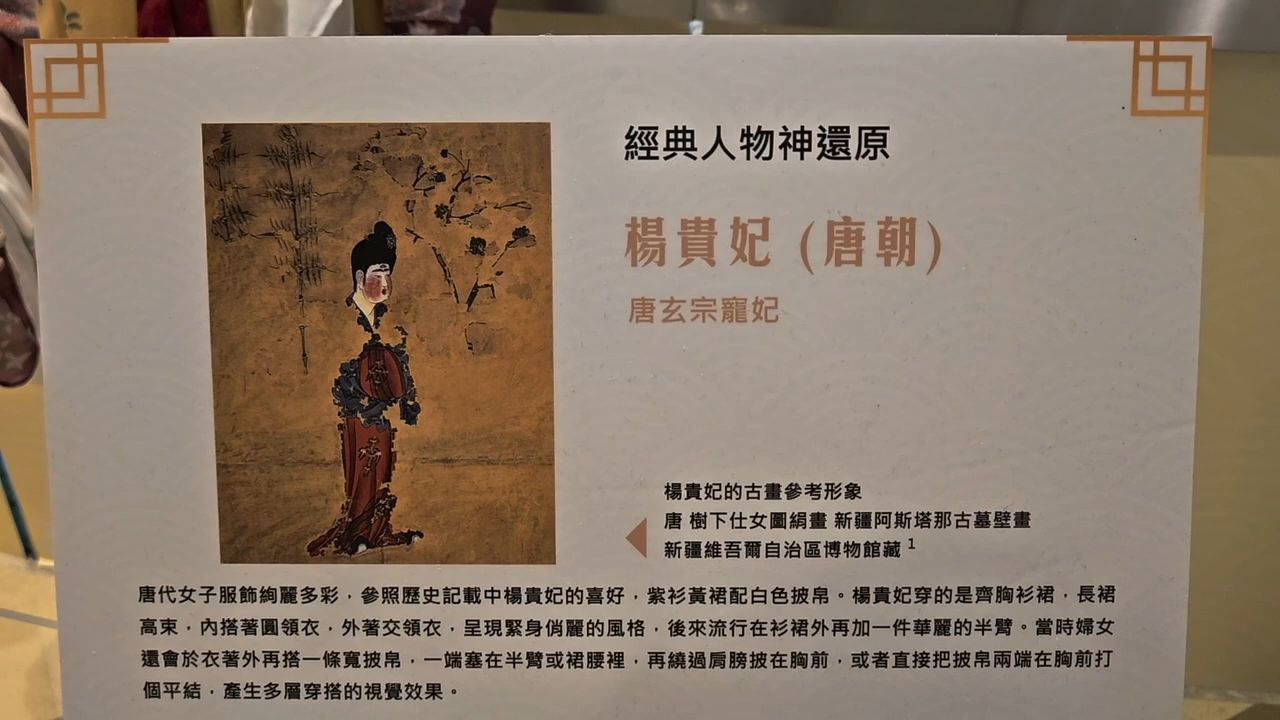 經典人物神還原
楊貴妃（唐朝）
唐玄宗寵妃
楊貴妃的古畫參考形象
唐 樹下仕女圖絹畫 新疆阿斯塔那古墓壁畫
新疆維吾爾自治區博物館藏 1
唐代女子服飾絢麗多彩，參照歷史記載中楊貴妃的喜好，紫衫黃裙配白色披帛。楊貴妃穿的是齊胸衫裙，長裙
高束，內搭著圓領衣，外著交領衣，呈現緊身俏麗的風格，後來流行在衫裙外再加一件華麗的半臂。當時婦女
還會於衣著外再搭一條寬披帛，一端塞在半臂或裙腰裡，再繞過肩膀披在胸前，或者直接把披帛兩端在胸前打
個平結，產生多層穿搭的視覺效果。